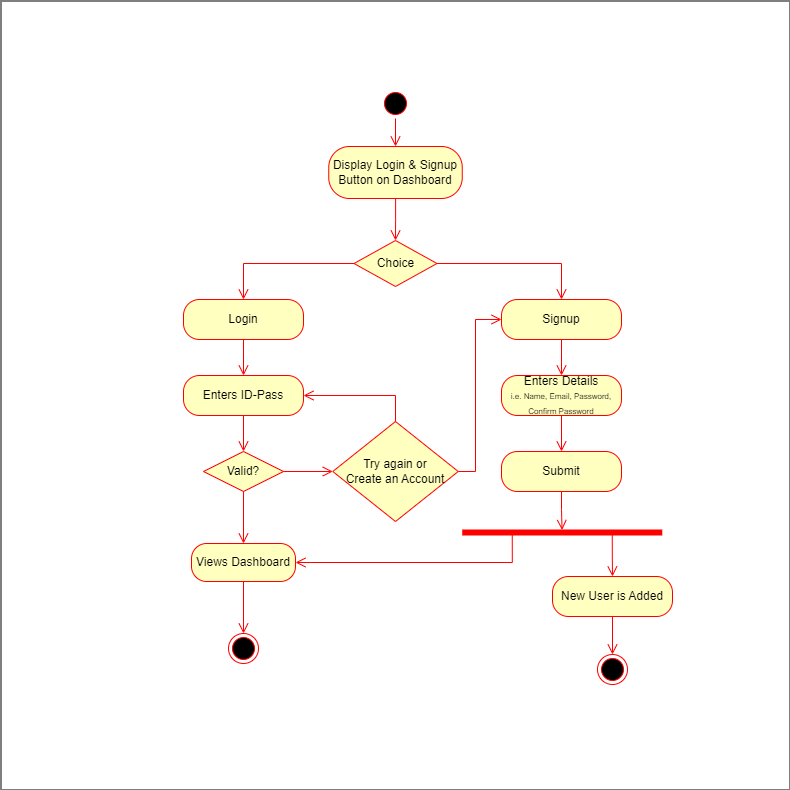 Display Login & Signup
Button on Dashboard
Choice
Login
Signup
Enters ID-Pass
Enters Details
i.e. Name, Email, Password,
Confirm Password
Valid?
Try again or
Create an Account
Submit
Views Dashboard
New User is Added